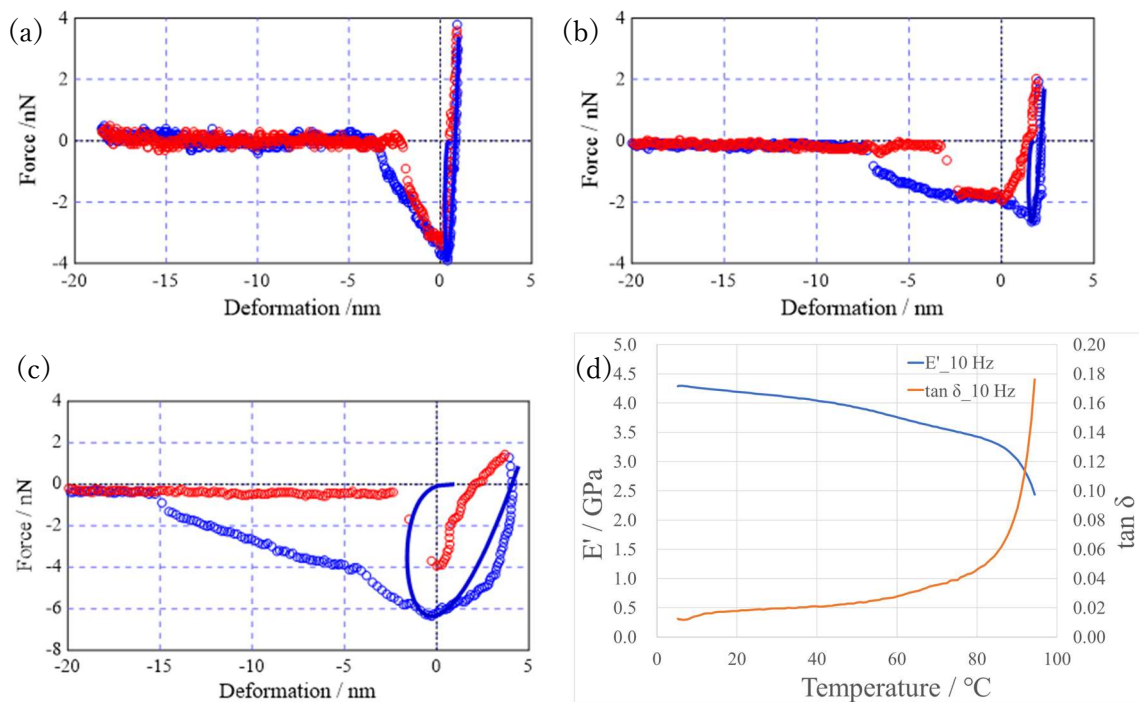 (a)
4
2
0
-2
-4
Force /nN
-20 -15 -10 -5 0 5
Deformation /nm
(b)
4
2
0
-2
-4
Force / nN
-20 -15 -10 -5 0 5
Deformation / nm
(c)
4
2
0
-2
-4
-6
-8
Force / nN
-20 -15 -10 -5 0 5
Deformation / nm
(d)
5.0
4.5
4.0
3.5
3.0
2.5
2.0
1.5
1.0
0.5
0.0
E' / GPa
E'_10 Hz
tan δ_10 Hz
0.20
0.18
0.16
0.14
0.12
0.10
0.08
0.06
0.04
0.02
0.00
tan δ
0 20 40 60 80 100
Temperature / °C